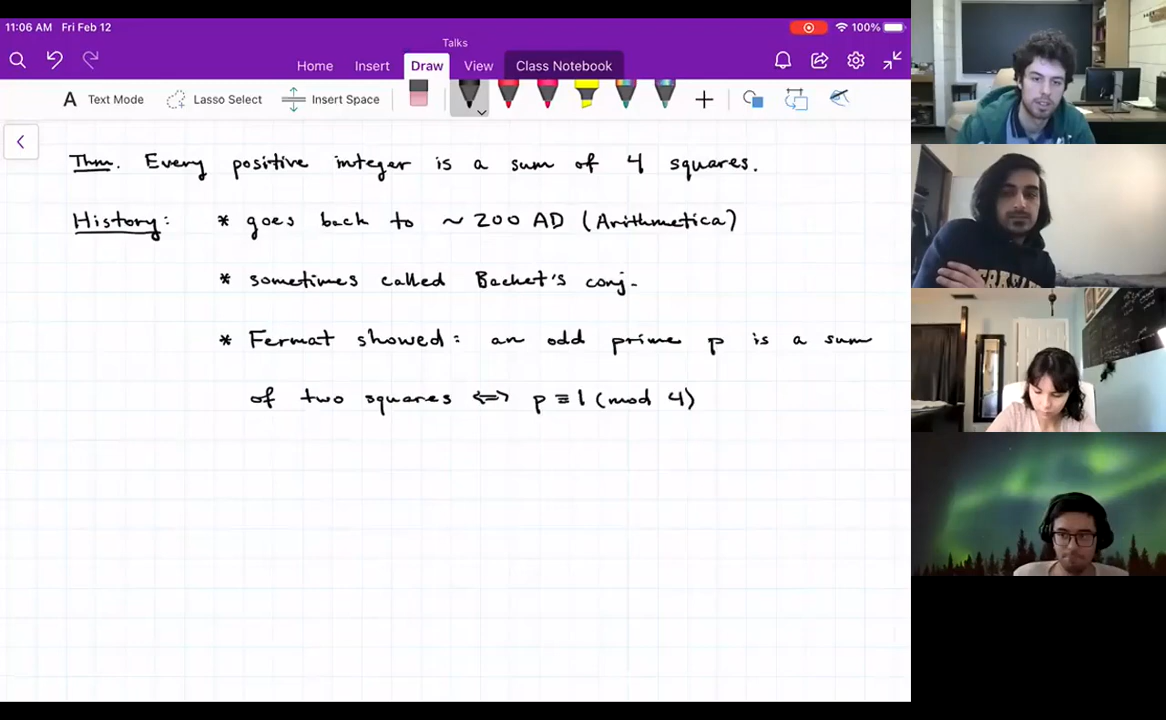 11:06 AM Fri Feb 12
100%
Talks
Home Insert Draw View Class Notebook
A Text Mode Lasso Select Insert Space
Thm. Every positive integer is a sum of 4 squares.
History: * goes back to ~ 200 AD (Arithmetica)
* sometimes called Bachet's conj.
* Fermat showed: an odd prime p is a sum
of two squares <=> p ≡ 1 (mod 4)